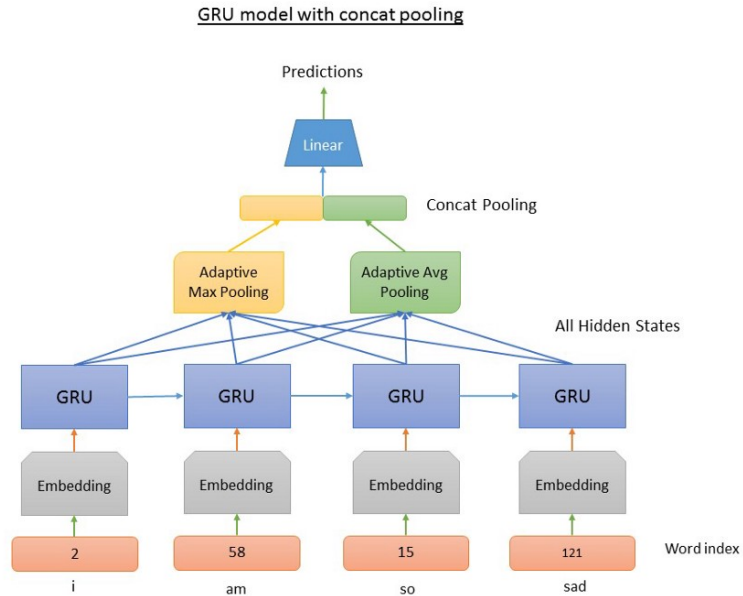 GRU model with concat pooling
Predictions
Linear
Concat Pooling
Adaptive
Max Pooling
Adaptive Avg
Pooling
All Hidden States
GRU
GRU
GRU
GRU
Embedding
Embedding
Embedding
Embedding
2
58
15
121
Word index
i
am
so
sad